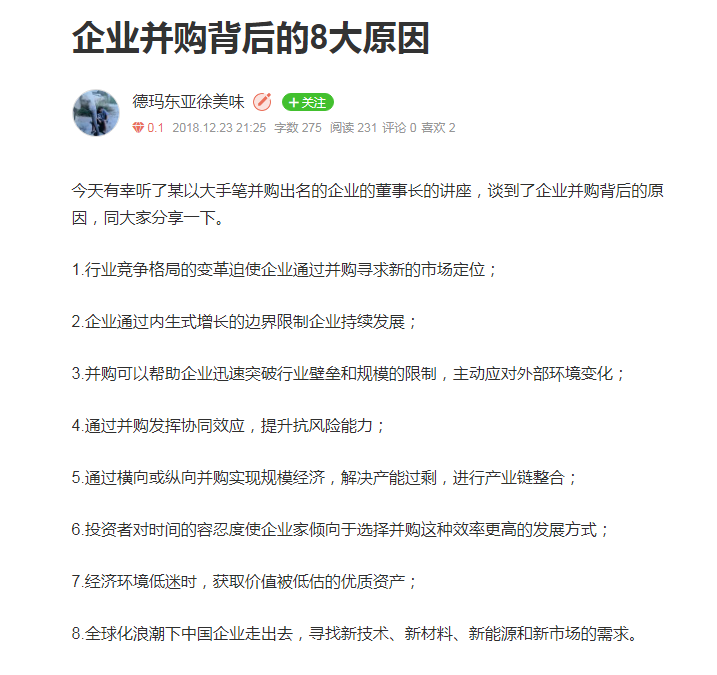 企业并购背后的8大原因
德玛东亚徐美味
+关注
0.1 2018.12.23 21:25 字数 275 阅读 231 评论 0 喜欢 2
今天有幸听了某以大手笔并购出名的企业的董事长的讲座，谈到了企业并购背后的原
因，同大家分享一下。
1.行业竞争格局的变革迫使企业通过并购寻求新的市场定位；
2.企业通过内生式增长的边界限制企业持续发展；
3.并购可以帮助企业迅速突破行业壁垒和规模的限制，主动应对外部环境变化；
4.通过并购发挥协同效应，提升抗风险能力；
5.通过横向或纵向并购实现规模经济，解决产能过剩，进行产业链整合；
6.投资者对时间的容忍度使企业家倾向于选择并购这种效率更高的发展方式；
7.经济环境低迷时，获取价值被低估的优质资产；
8.全球化浪潮下中国企业走出去，寻找新技术、新材料、新能源和新市场的需求。